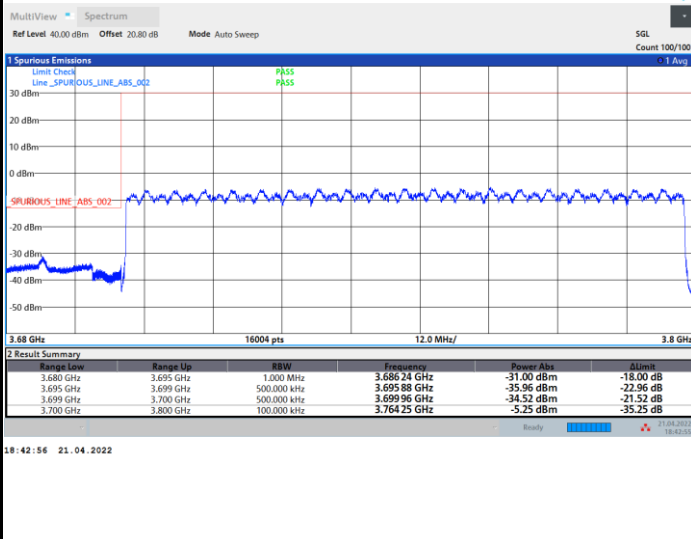 MultiView Spectrum
Ref Level 40.00 dBm Offset 20.80 dB Mode Auto Sweep SGL
Count 100/100
1 Spurious Emissions 1 Avg
Limit Check PASS
Line _SPURIOUS_LINE_ABS_002 PASS
30 dBm
20 dBm
10 dBm
0 dBm
_SPURIOUS_LINE_ABS_002
-20 dBm
-30 dBm
-40 dBm
-50 dBm
3.68 GHz 16004 pts 12.0 MHz/ 3.8 GHz
2 Result Summary
Range Low Range Up RBW Frequency Power Abs ΔLimit
3.680 GHz 3.695 GHz 1.000 MHz 3.686 24 GHz -31.00 dBm -18.00 dB
3.695 GHz 3.699 GHz 500.000 kHz 3.695 88 GHz -35.96 dBm -22.96 dB
3.699 GHz 3.700 GHz 500.000 kHz 3.699 96 GHz -34.52 dBm -21.52 dB
3.700 GHz 3.800 GHz 100.000 kHz 3.764 25 GHz -5.25 dBm -35.25 dB
Ready 21.04.2022
18:42:55
18:42:56 21.04.2022